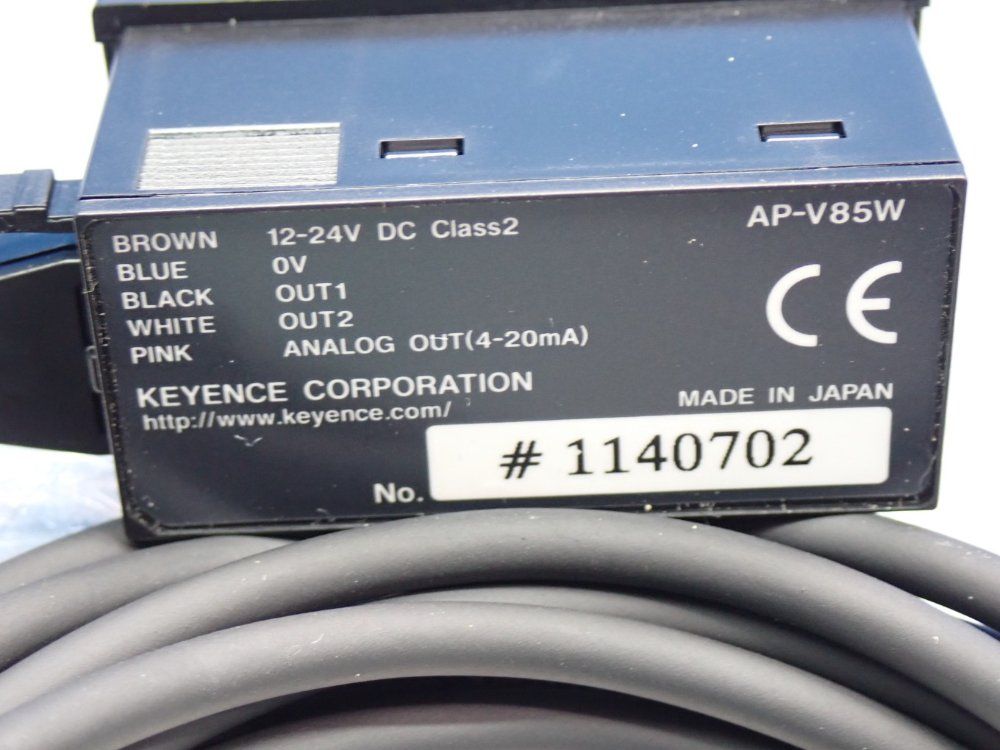 AP-V85W
BROWN 12-24V DC Class2
BLUE 0V
BLACK OUT1
WHITE OUT2
PINK ANALOG OUT(4-20mA)
CE
KEYENCE CORPORATION
http://www.keyence.com/
MADE IN JAPAN
No. # 1140702